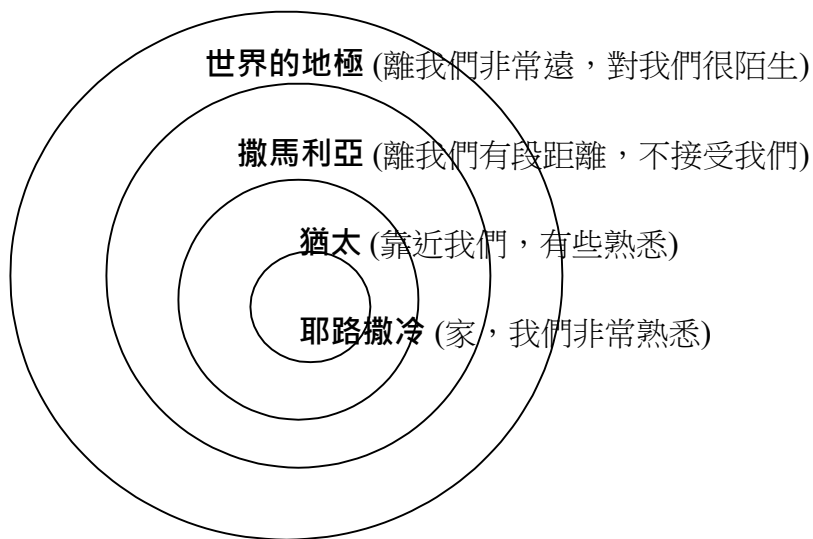 世界的地極 (離我們非常遠，對我們很陌生)
撒馬利亞 (離我們有段距離，不接受我們)
猶太 (靠近我們，有些熟悉)
耶路撒冷 (家，我們非常熟悉)